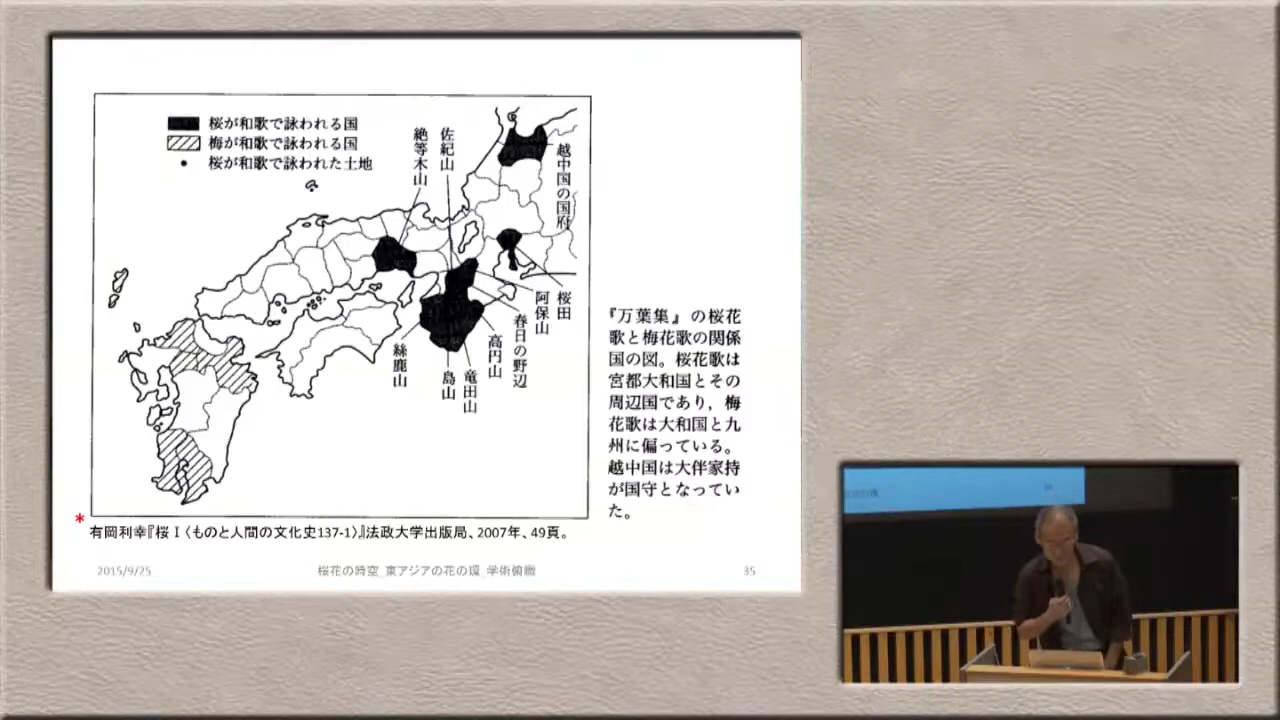 桜が和歌で詠われる国
梅が和歌で詠われる国
桜が和歌で詠われた土地
越中国の国府
佐紀山
絶等木山
桜田
阿保山
春日の野辺
高円山
竜田山
島山
絲鹿山
『万葉集』の桜花
歌と梅花歌の関係
国の図。桜花歌は
宮都大和国とその
周辺国であり，梅
花歌は大和国と九
州に偏っている。
越中国は大伴家持
が国守となってい
た。
*
有岡利幸『桜Ⅰ〈ものと人間の文化史137-1〉』法政大学出版局、2007年、49頁。
2015/9/25
桜花の時空_東アジアの花の環_学術俯瞰
35